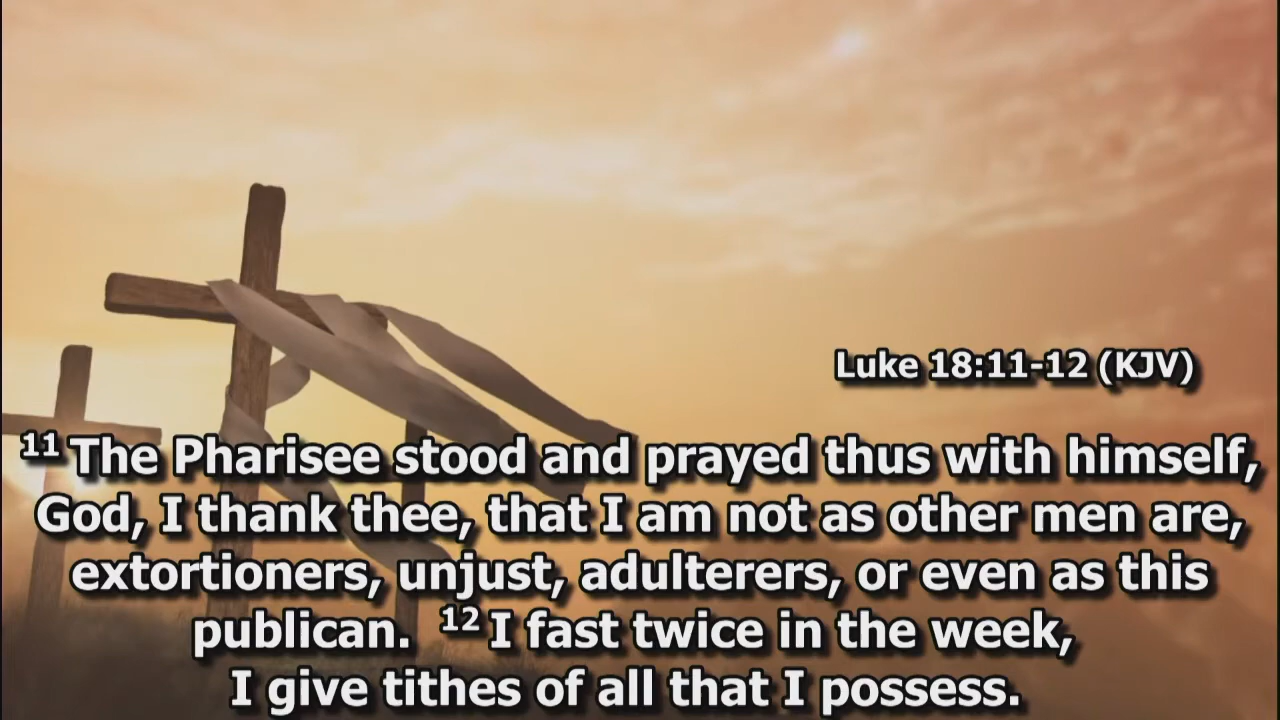 Luke 18:11-12 (KJV)
11 The Pharisee stood and prayed thus with himself,
God, I thank thee, that I am not as other men are,
extortioners, unjust, adulterers, or even as this
publican. 12 I fast twice in the week,
I give tithes of all that I possess.